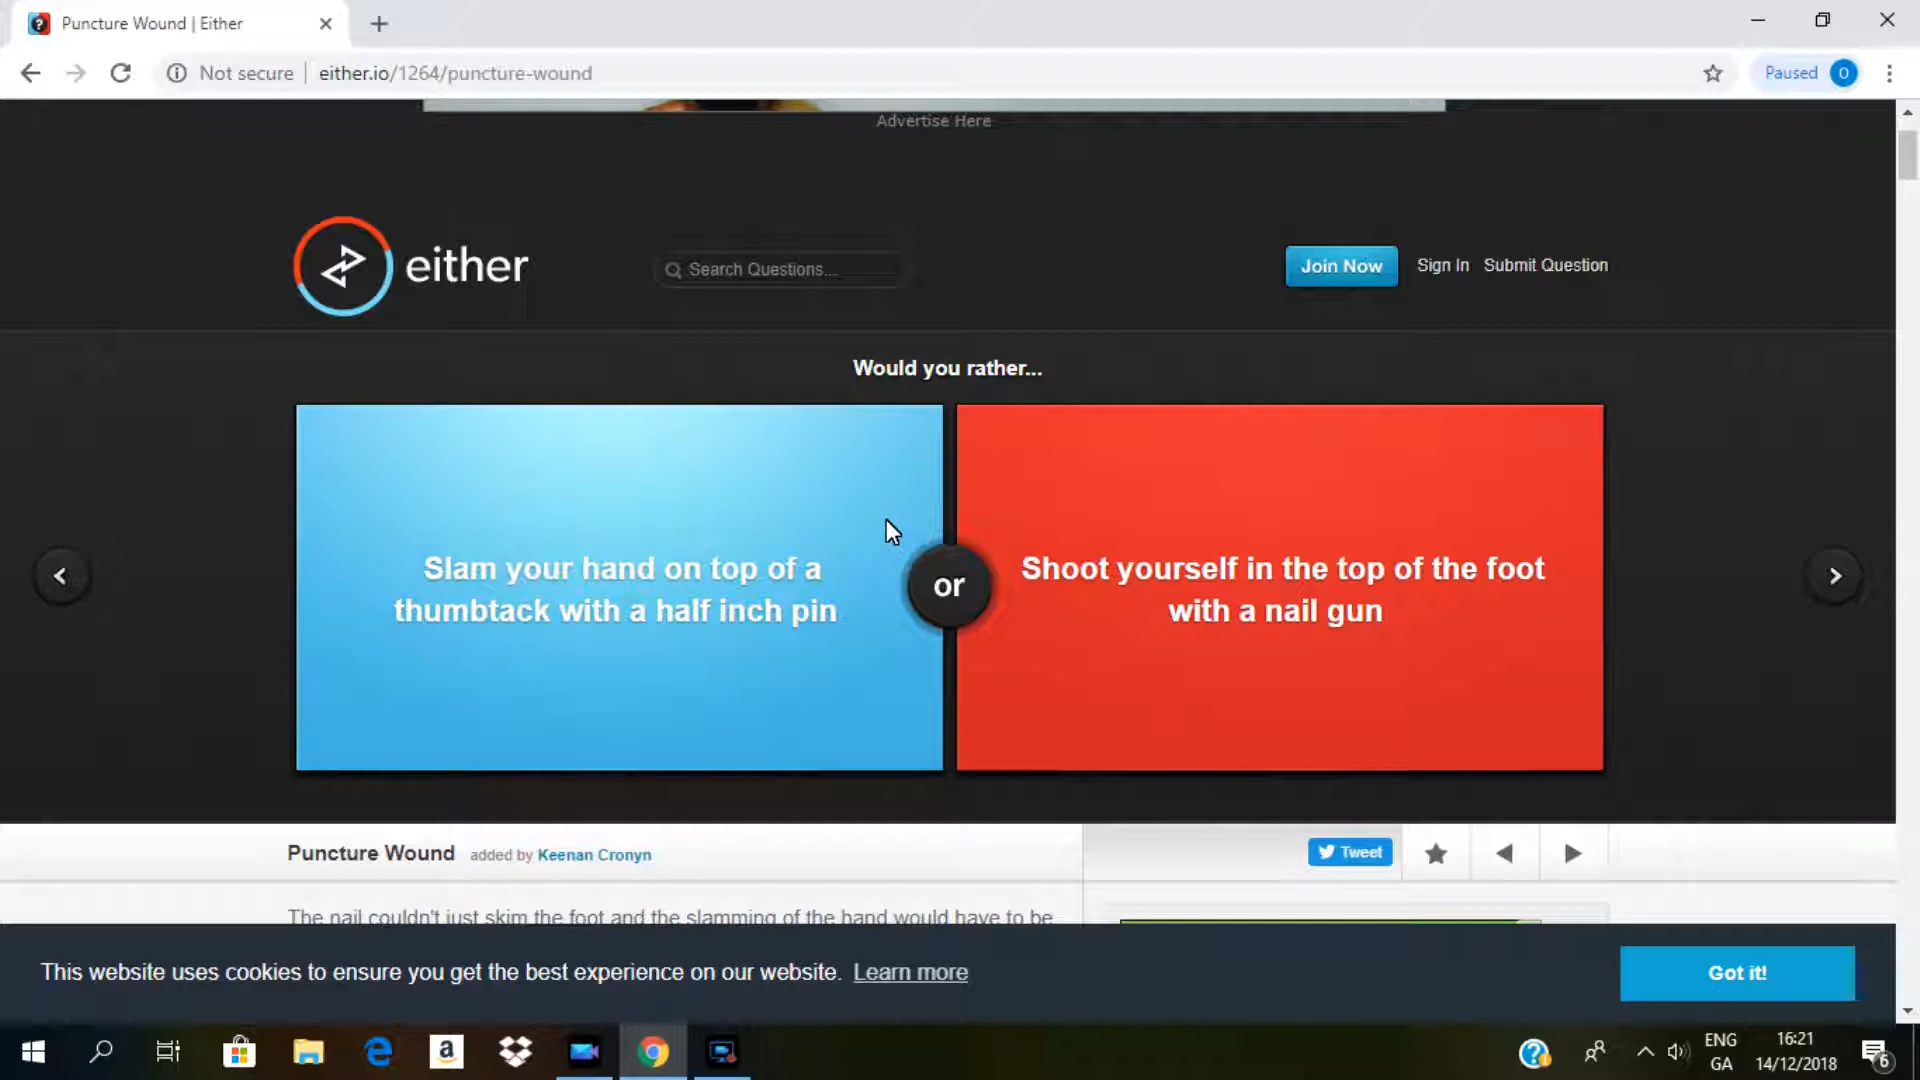 Puncture Wound | Either
Not secure
either.io/1264/puncture-wound
Paused
0
Advertise Here
either
Search Questions...
Join Now
Sign In
Submit Question
Would you rather...
Slam your hand on top of a
thumbtack with a half inch pin
or
Shoot yourself in the top of the foot
with a nail gun
Puncture Wound added by Keenan Cronyn
Tweet
The nail couldn't just skim the foot and the slamming of the hand would have to be
This website uses cookies to ensure you get the best experience on our website. Learn more
Got it!
ENG
GA
16:21
14/12/2018
6